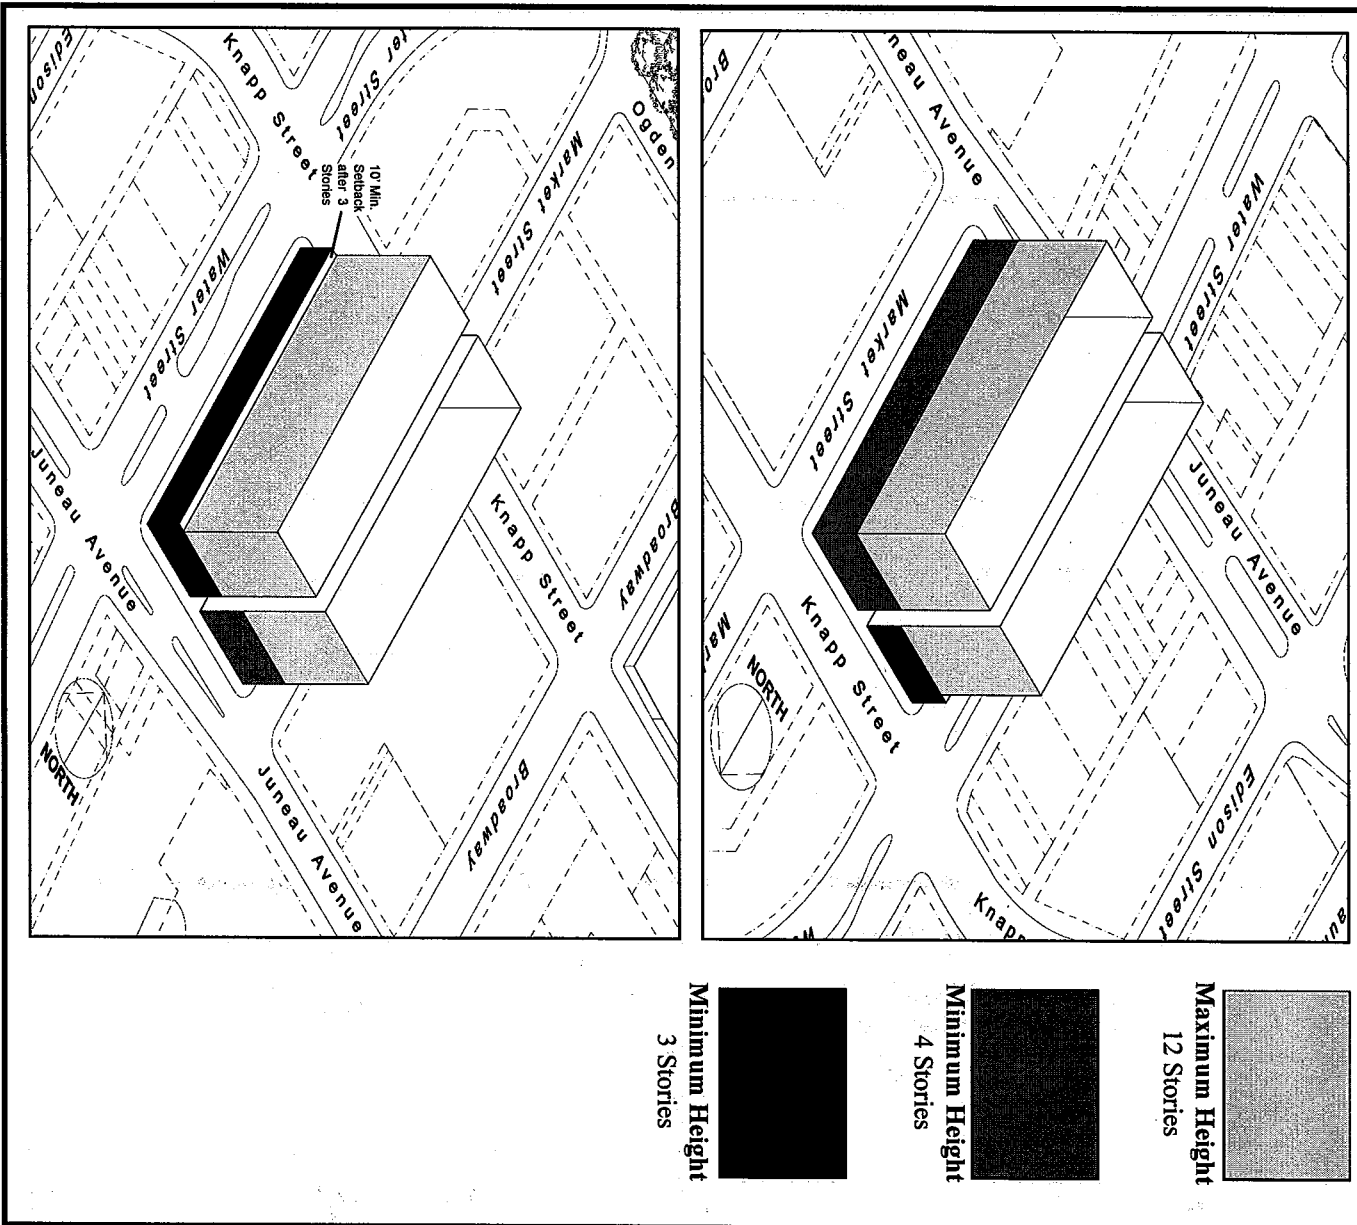 Juneau Avenue
Water Street
Market Street
Juneau Avenue
Knapp Street
Edison Street
Knapp
NORTH
Knapp Street
Water Street
Market Street
Ogden
10' Min.
Setback
after 3
Stories
Juneau Avenue
Knapp Street
Broadway
Broadway
Juneau Avenue
Edison
NORTH
Maximum Height
12 Stories
Minimum Height
4 Stories
Minimum Height
3 Stories